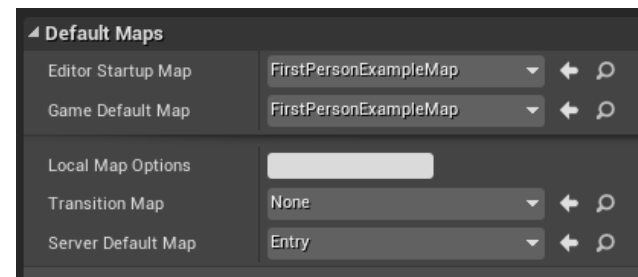 Default Maps
Editor Startup Map FirstPersonExampleMap
Game Default Map FirstPersonExampleMap
Local Map Options
Transition Map None
Server Default Map Entry